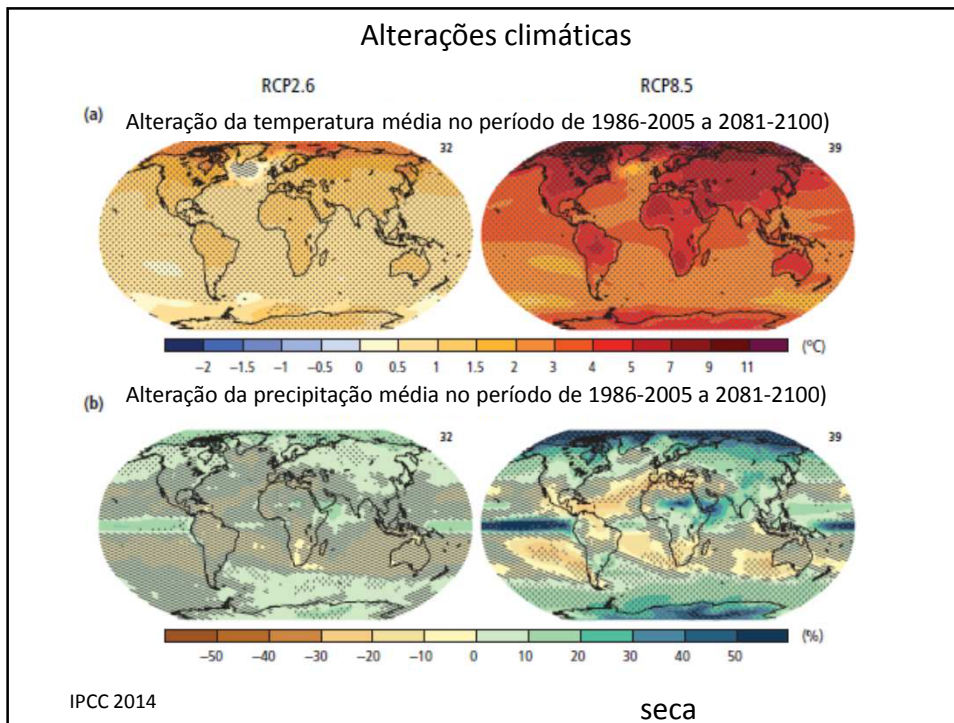 Alterações climáticas
RCP2.6 RCP8.5
(a) Alteração da temperatura média no período de 1986-2005 a 2081-2100)
32 39
(°C)
−2 −1.5 −1 −0.5 0 0.5 1 1.5 2 3 4 5 7 9 11
(b) Alteração da precipitação média no período de 1986-2005 a 2081-2100)
32 39
(%)
−50 −40 −30 −20 −10 0 10 20 30 40 50
IPCC 2014 seca